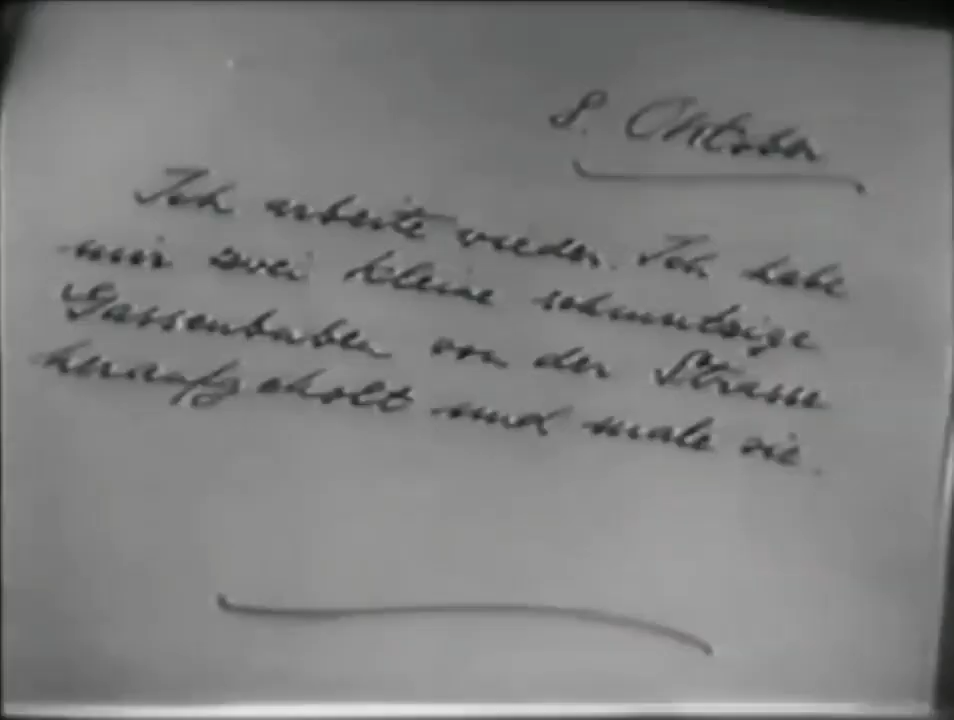 8. Oktober
Ich arbeite wieder. Ich habe
mir zwei kleine schmutzige
Gassenbuben von der Strasse
heraufgeholt und male sie.